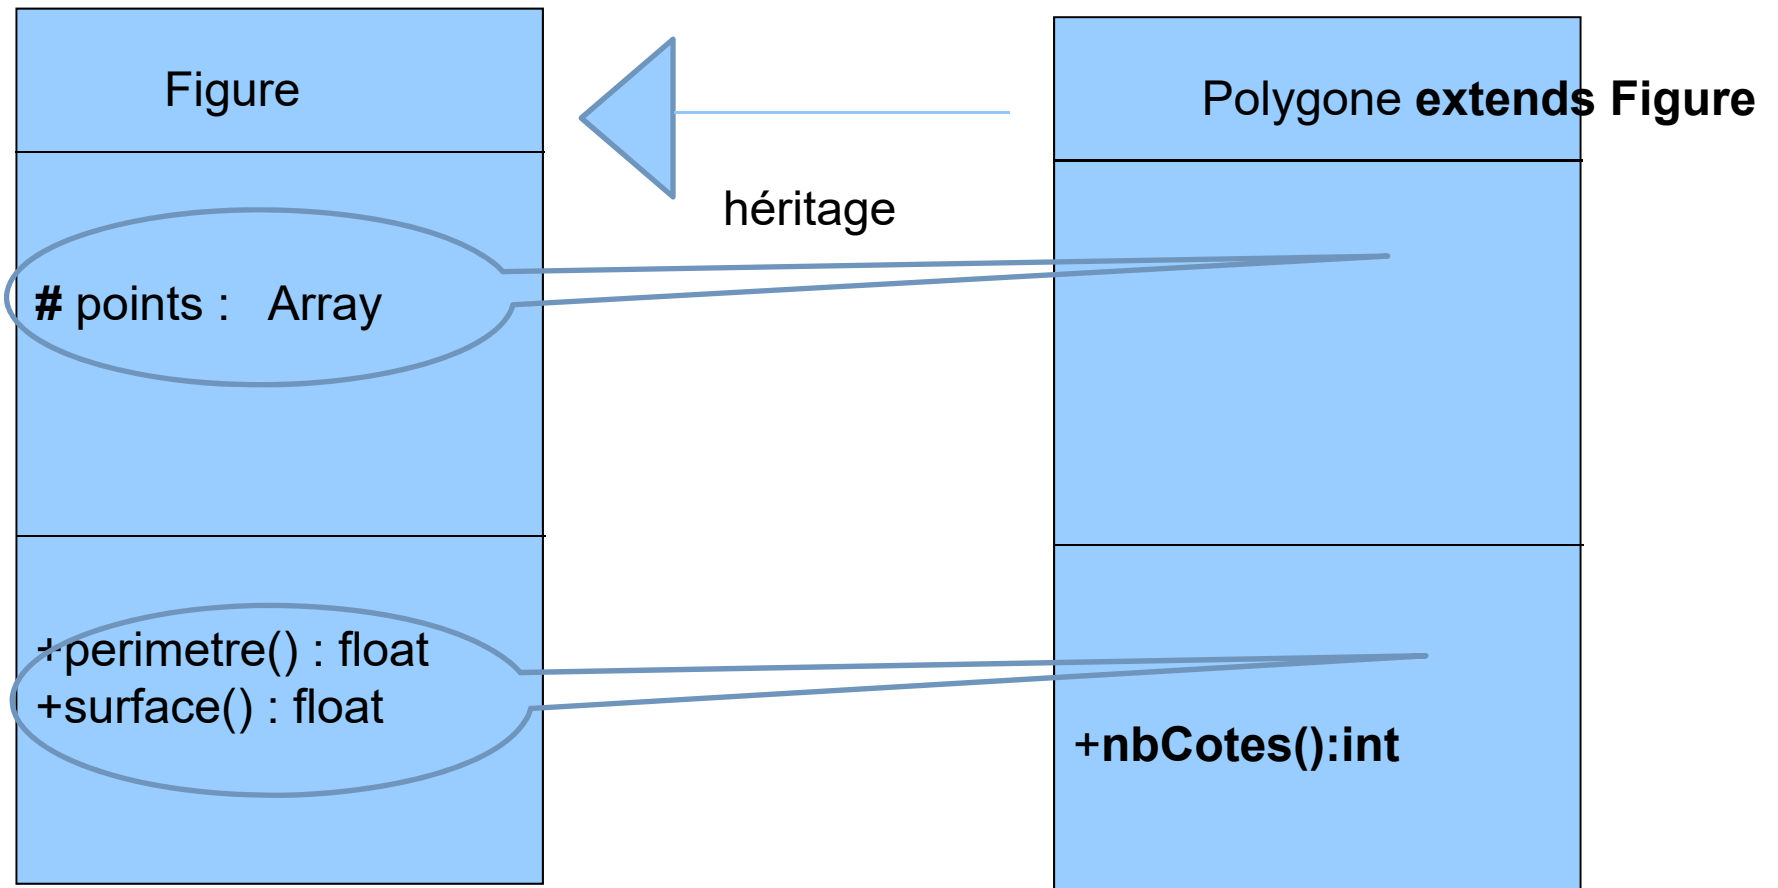 Figure
# points : Array
+perimetre() : float
+surface() : float
héritage
Polygone extends Figure
+nbCotes():int